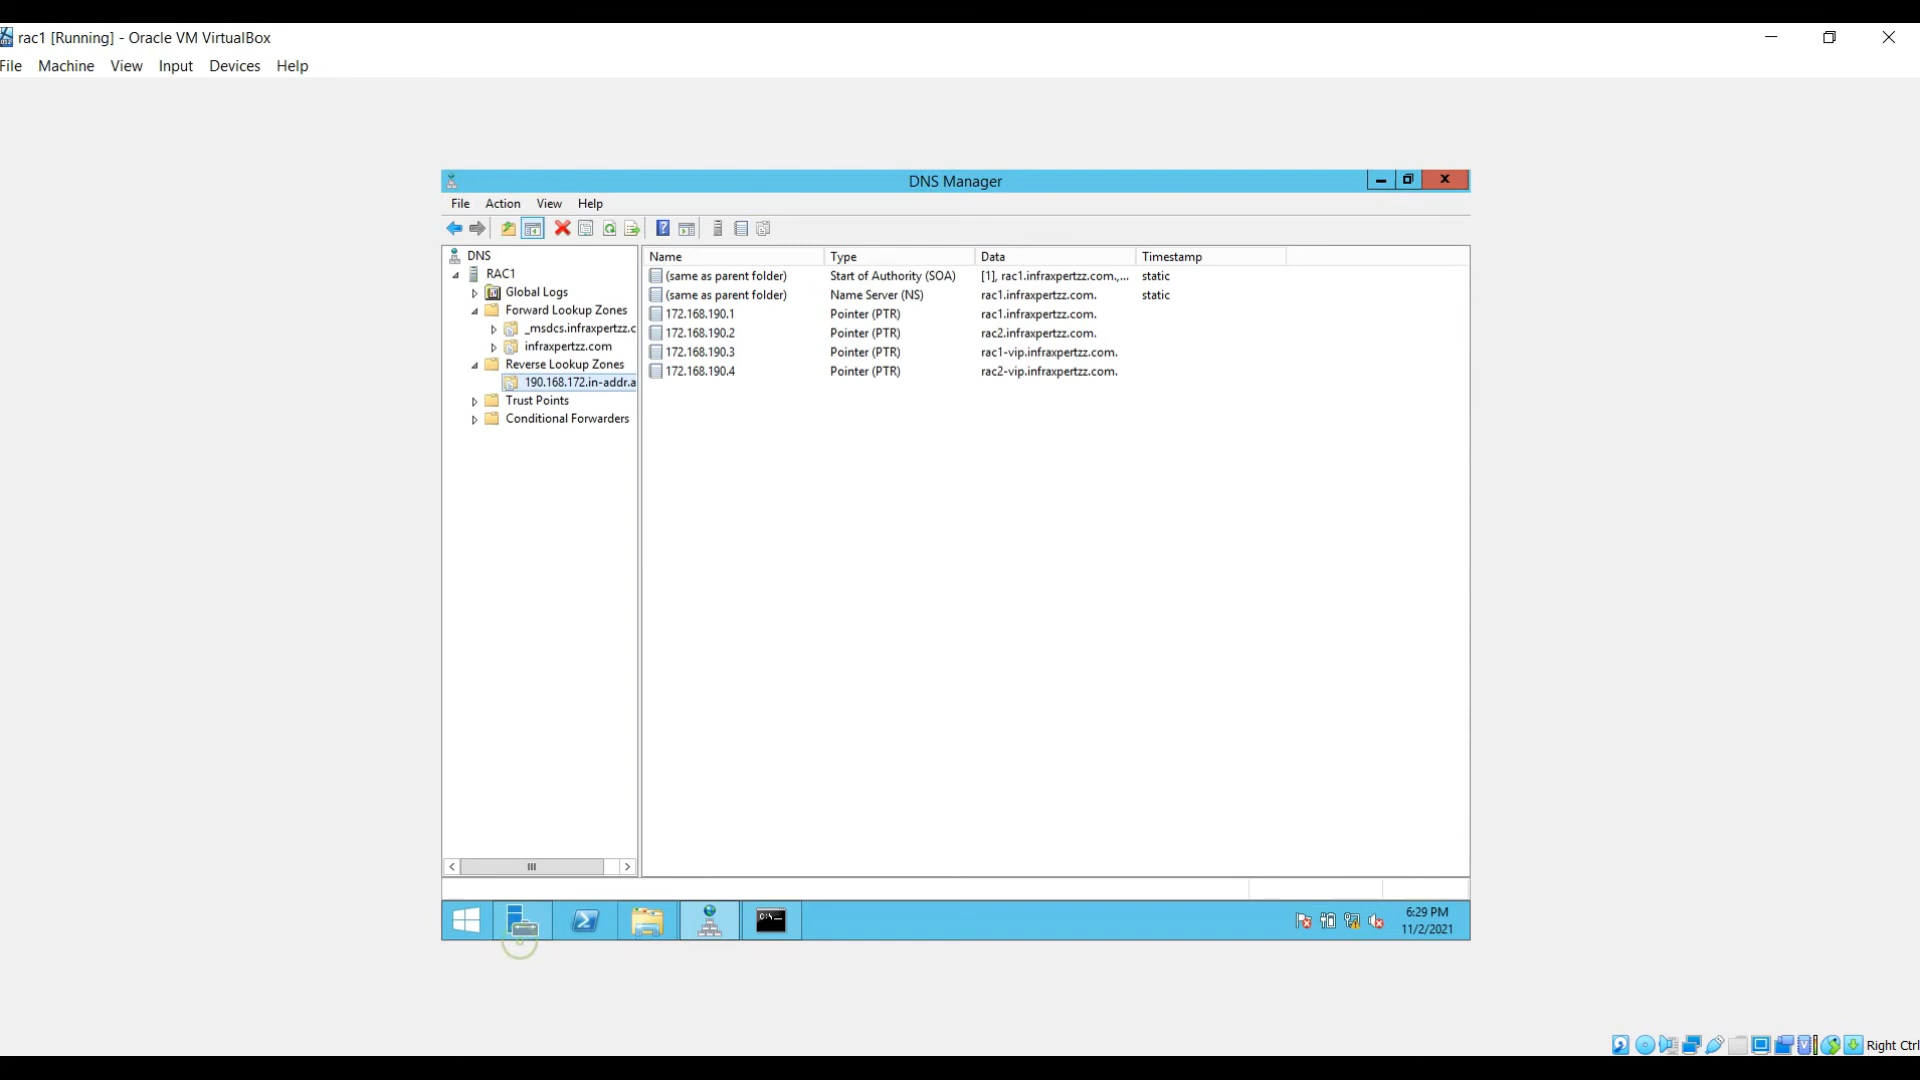 rac1 [Running] - Oracle VM VirtualBox
File Machine View Input Devices Help
DNS Manager
File Action View Help
DNS
RAC1
Global Logs
Forward Lookup Zones
_msdcs.infraxpertzz.c
infraxpertzz.com
Reverse Lookup Zones
190.168.172.in-addr.a
Trust Points
Conditional Forwarders
Name Type Data Timestamp
(same as parent folder) Start of Authority (SOA) [1], rac1.infraxpertzz.com.,... static
(same as parent folder) Name Server (NS) rac1.infraxpertzz.com. static
172.168.190.1 Pointer (PTR) rac1.infraxpertzz.com.
172.168.190.2 Pointer (PTR) rac2.infraxpertzz.com.
172.168.190.3 Pointer (PTR) rac1-vip.infraxpertzz.com.
172.168.190.4 Pointer (PTR) rac2-vip.infraxpertzz.com.
6:29 PM
11/2/2021
Right Ctrl